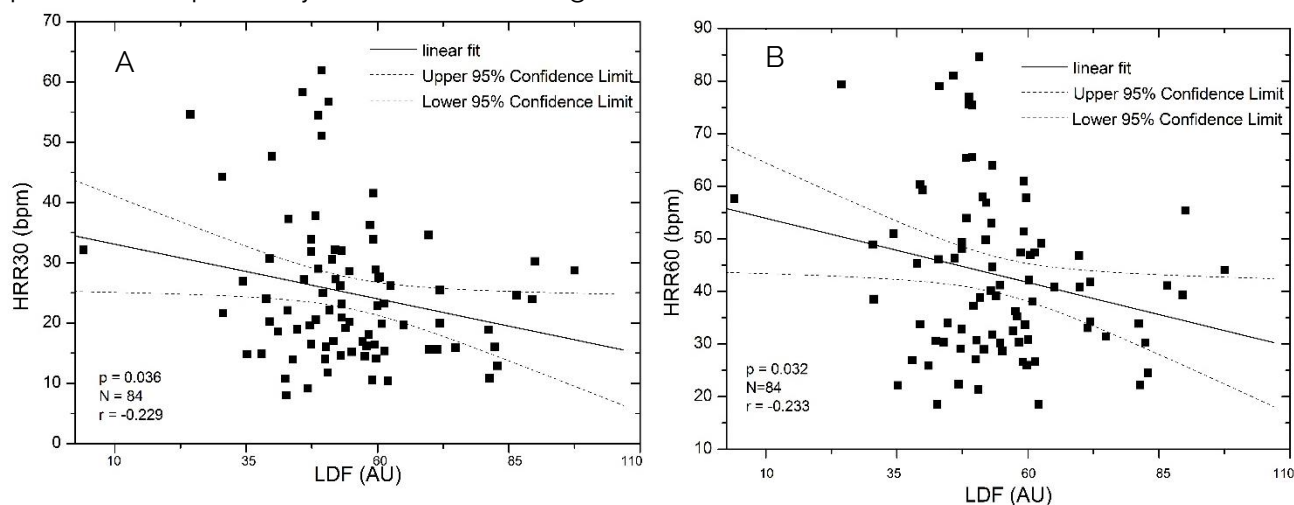 A
linear fit
Upper 95% Confidence Limit
Lower 95% Confidence Limit
HRR30 (bpm)
70
60
50
40
30
20
10
0
p = 0.036
N = 84
r = -0.229
10
35
60
85
110
LDF (AU)
B
linear fit
Upper 95% Confidence Limit
Lower 95% Confidence Limit
HRR60 (bpm)
90
80
70
60
50
40
30
20
10
p = 0.032
N=84
r = -0.233
10
35
60
85
110
LDF (AU)